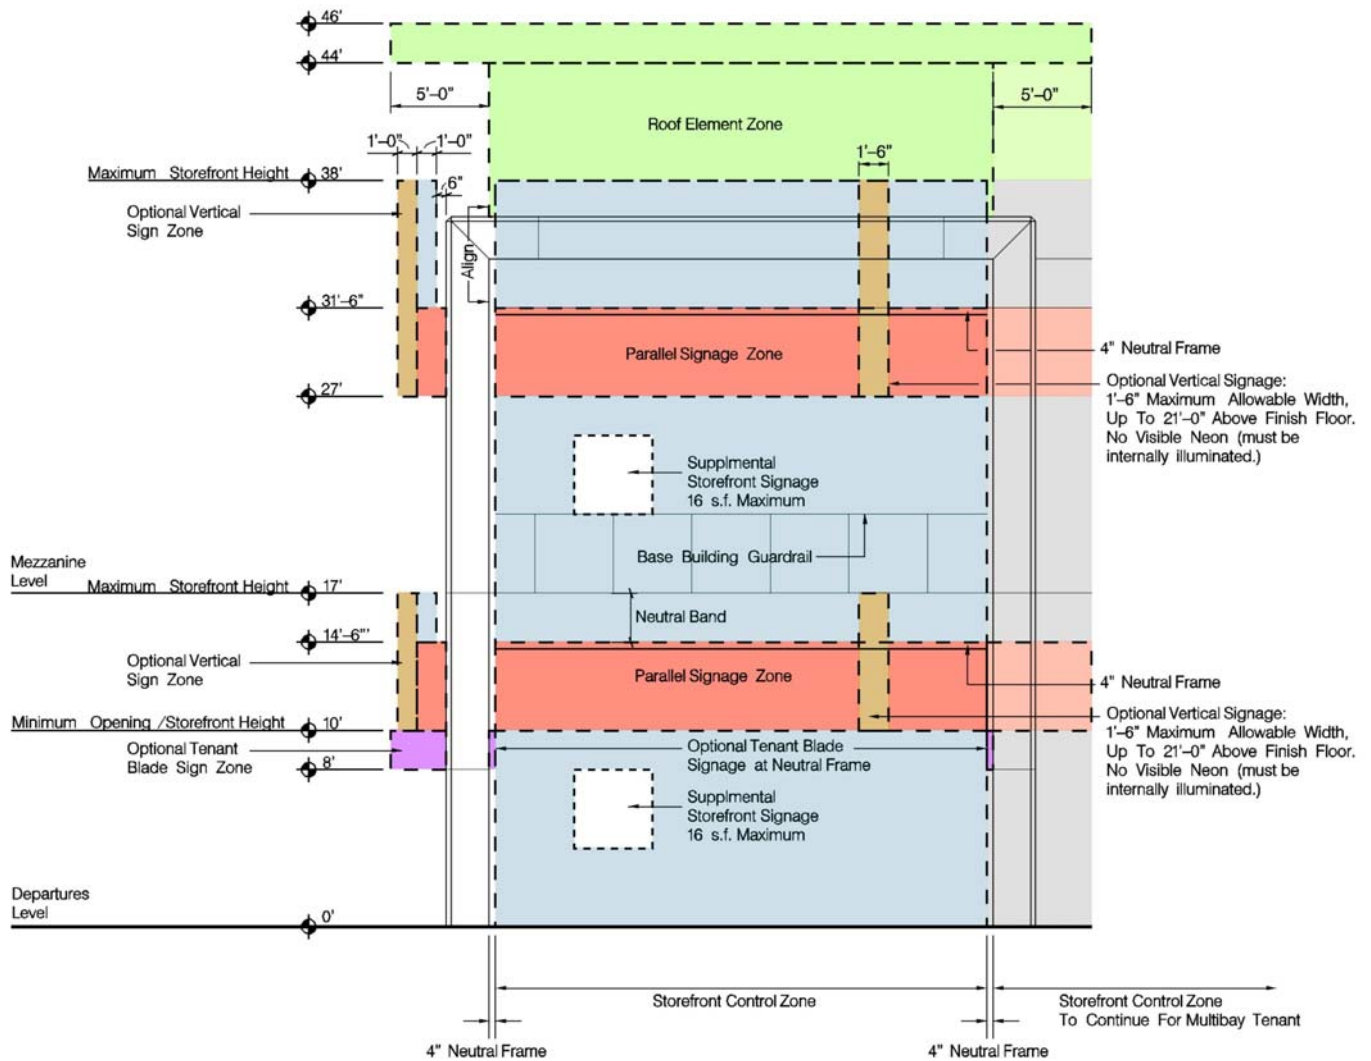 46'
44'
5'-0"
5'-0"
Roof Element Zone
1'-0"
1'-0"
1'-6"
Maximum Storefront Height
38'
6"
Optional Vertical
Sign Zone
Align
31'-6"
Parallel Signage Zone
4" Neutral Frame
27'
Optional Vertical Signage:
1'-6" Maximum Allowable Width,
Up To 21'-0" Above Finish Floor.
No Visible Neon (must be
internally illuminated.)
Supplmental
Storefront Signage
16 s.f. Maximum
Base Building Guardrail
Mezzanine
Level
Maximum Storefront Height
17'
Neutral Band
14'-6"'
Optional Vertical
Sign Zone
Parallel Signage Zone
4" Neutral Frame
Minimum Opening /Storefront Height
10'
Optional Vertical Signage:
1'-6" Maximum Allowable Width,
Up To 21'-0" Above Finish Floor.
No Visible Neon (must be
internally illuminated.)
Optional Tenant
Blade Sign Zone
8'
Optional Tenant Blade
Signage at Neutral Frame
Supplmental
Storefront Signage
16 s.f. Maximum
Departures
Level
0'
Storefront Control Zone
Storefront Control Zone
To Continue For Multibay Tenant
4" Neutral Frame
4" Neutral Frame